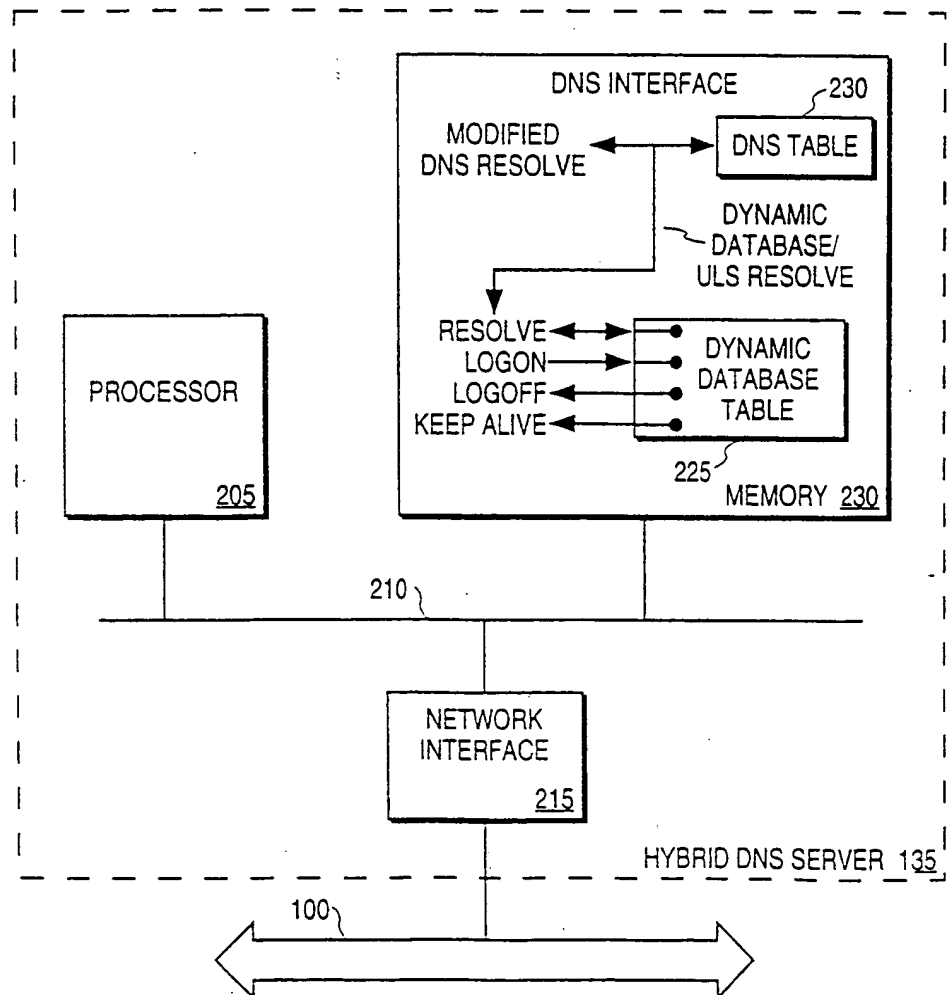 DNS INTERFACE
230
MODIFIED
DNS RESOLVE
DNS TABLE
DYNAMIC
DATABASE/
ULS RESOLVE
RESOLVE
LOGON
LOGOFF
KEEP ALIVE
DYNAMIC
DATABASE
TABLE
225
MEMORY 230
PROCESSOR
205
210
NETWORK
INTERFACE
215
HYBRID DNS SERVER 135
100